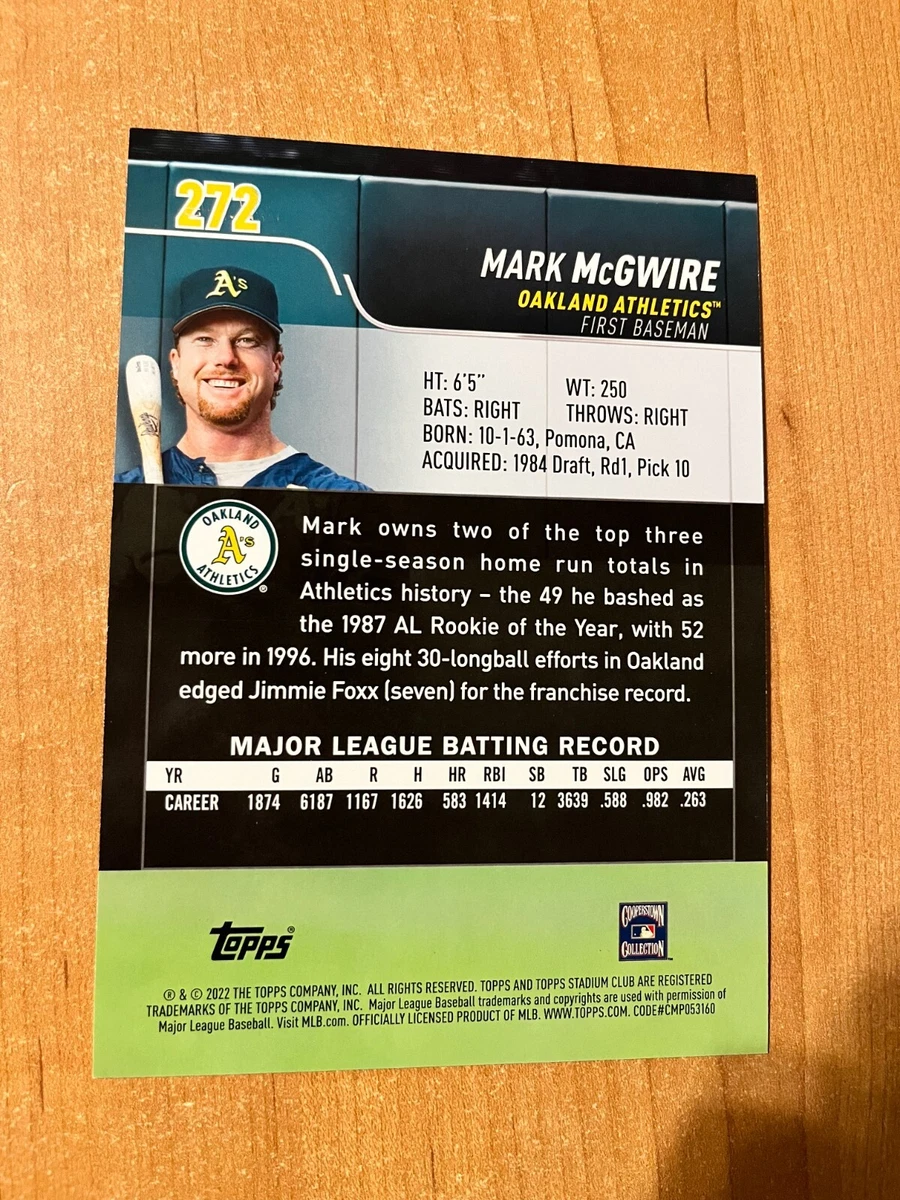 272
A's
MARK McGWIRE
OAKLAND ATHLETICS™
FIRST BASEMAN
HT: 6'5" WT: 250
BATS: RIGHT THROWS: RIGHT
BORN: 10-1-63, Pomona, CA
ACQUIRED: 1984 Draft, Rd1, Pick 10
OAKLAND
A's
ATHLETICS ®
Mark owns two of the top three
single-season home run totals in
Athletics history – the 49 he bashed as
the 1987 AL Rookie of the Year, with 52
more in 1996. His eight 30-longball efforts in Oakland
edged Jimmie Foxx (seven) for the franchise record.
MAJOR LEAGUE BATTING RECORD
YR G AB R H HR RBI SB TB SLG OPS AVG
CAREER 1874 6187 1167 1626 583 1414 12 3639 .588 .982 .263
topps®
COOPERSTOWN
COLLECTION™
® & © 2022 THE TOPPS COMPANY, INC. ALL RIGHTS RESERVED. TOPPS AND TOPPS STADIUM CLUB ARE REGISTERED
TRADEMARKS OF THE TOPPS COMPANY, INC. Major League Baseball trademarks and copyrights are used with permission of
Major League Baseball. Visit MLB.com. OFFICIALLY LICENSED PRODUCT OF MLB. WWW.TOPPS.COM. CODE#CMP053160